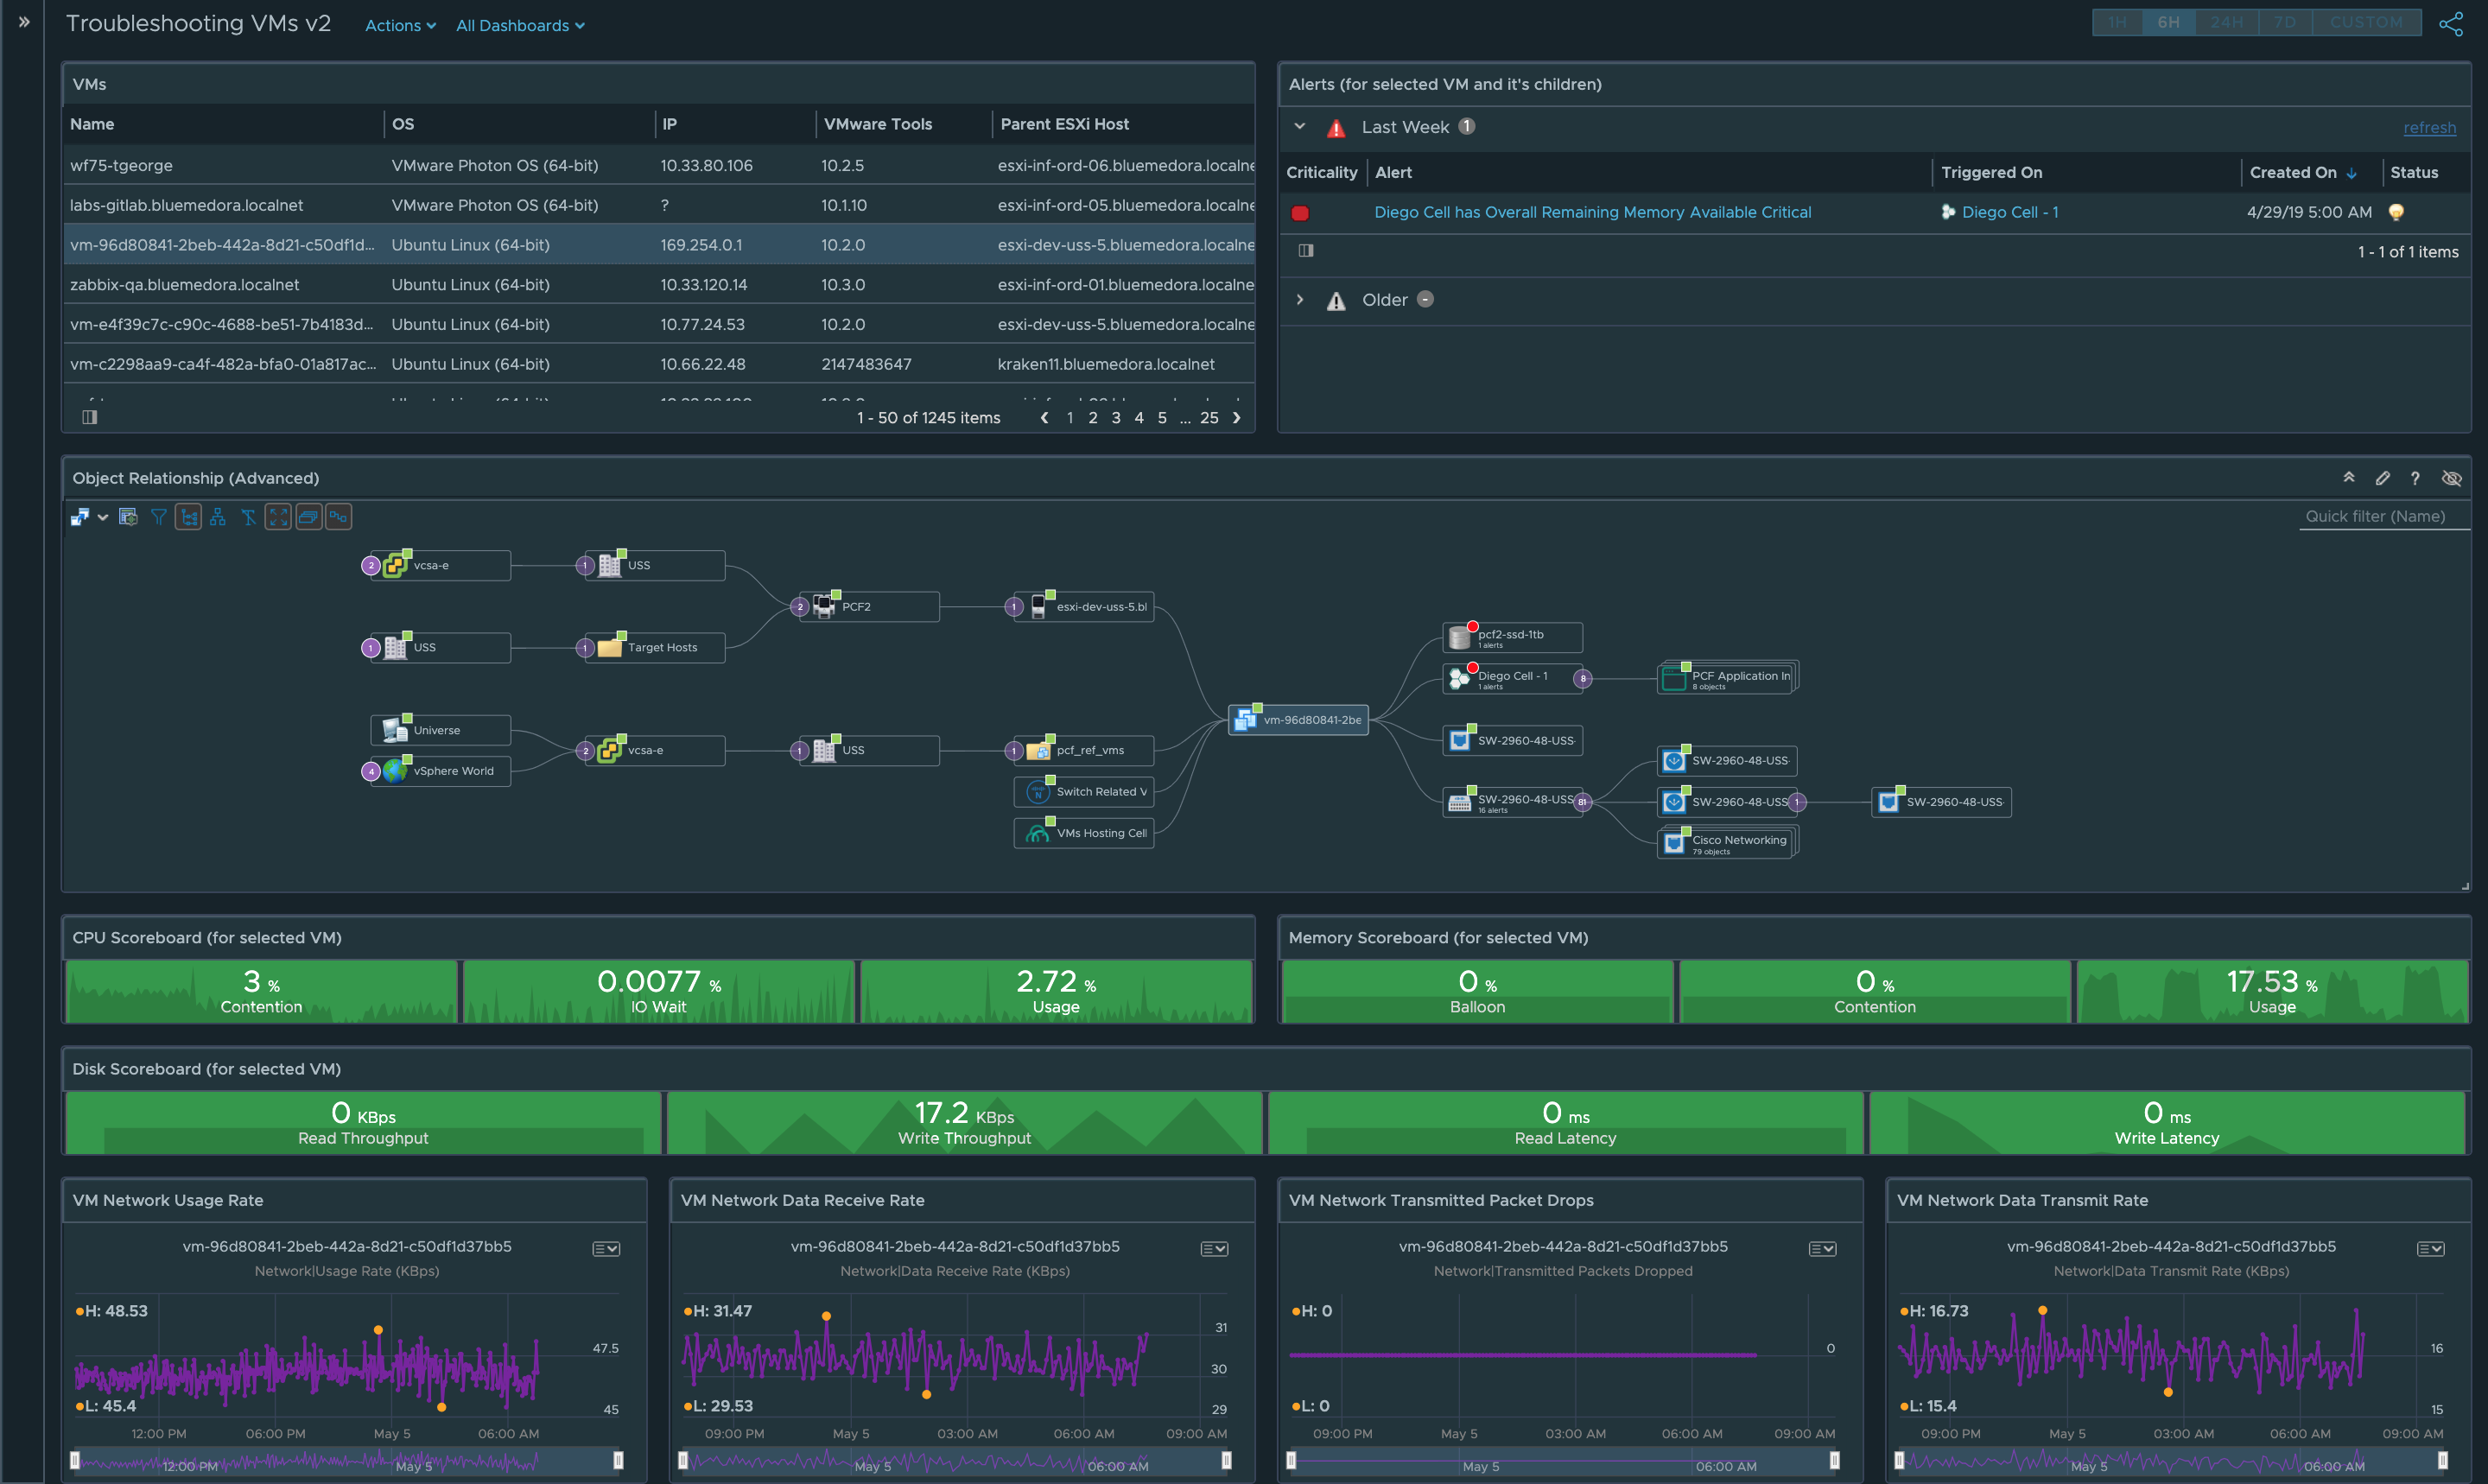 Troubleshooting VMs v2 Actions All Dashboards 1H 6H 24H 7D CUSTOM
VMs
Name OS IP VMware Tools Parent ESXi Host
wf75-tgeorge VMware Photon OS (64-bit) 10.33.80.106 10.2.5 esxi-inf-ord-06.bluemedora.localne
labs-gitlab.bluemedora.localnet VMware Photon OS (64-bit) ? 10.1.10 esxi-inf-ord-05.bluemedora.localne
vm-96d80841-2beb-442a-8d21-c50df1d... Ubuntu Linux (64-bit) 169.254.0.1 10.2.0 esxi-dev-uss-5.bluemedora.localne
zabbix-qa.bluemedora.localnet Ubuntu Linux (64-bit) 10.33.120.14 10.3.0 esxi-inf-ord-01.bluemedora.localne
vm-e4f39c7c-c90c-4688-be51-7b4183d... Ubuntu Linux (64-bit) 10.77.24.53 10.2.0 esxi-dev-uss-5.bluemedora.localne
vm-c2298aa9-ca4f-482a-bfa0-01a817ac... Ubuntu Linux (64-bit) 10.66.22.48 2147483647 kraken11.bluemedora.localnet
1 - 50 of 1245 items 1 2 3 4 5 ... 25
Alerts (for selected VM and it's children)
Last Week 1 refresh
Criticality Alert Triggered On Created On Status
Diego Cell has Overall Remaining Memory Available Critical Diego Cell - 1 4/29/19 5:00 AM
1 - 1 of 1 items
Older -
Object Relationship (Advanced) ?
Quick filter (Name)
2 vcsa-e 1 USS
2 PCF2 1 esxi-dev-uss-5.bl
1 USS 1 Target Hosts
pcf2-ssd-1tb
1 alerts
Diego Cell - 1 8 PCF Application In
1 alerts 8 objects
vm-96d80841-2be
Universe
2 vcsa-e 1 USS 1 pcf_ref_vms
SW-2960-48-USS-
4 vSphere World
SW-2960-48-USS-
Switch Related V
SW-2960-48-USS 81 SW-2960-48-USS 1 SW-2960-48-USS-
16 alerts
VMs Hosting Cell
Cisco Networking
79 objects
CPU Scoreboard (for selected VM)
3 % 0.0077 % 2.72 %
Contention IO Wait Usage
Memory Scoreboard (for selected VM)
0 % 0 % 17.53 %
Balloon Contention Usage
Disk Scoreboard (for selected VM)
0 KBps 17.2 KBps 0 ms 0 ms
Read Throughput Write Throughput Read Latency Write Latency
VM Network Usage Rate
vm-96d80841-2beb-442a-8d21-c50df1d37bb5
Network|Usage Rate (KBps)
H: 48.53
47.5
L: 45.4
45
12:00 PM 06:00 PM May 5 06:00 AM
12:00 PM May 5
VM Network Data Receive Rate
vm-96d80841-2beb-442a-8d21-c50df1d37bb5
Network|Data Receive Rate (KBps)
H: 31.47
31
30
L: 29.53
29
09:00 PM May 5 03:00 AM 06:00 AM 09:00 AM
May 5 06:00 AM
VM Network Transmitted Packet Drops
vm-96d80841-2beb-442a-8d21-c50df1d37bb5
Network|Transmitted Packets Dropped
H: 0
0
L: 0
09:00 PM May 5 03:00 AM 06:00 AM 09:00 AM
May 5 06:00 AM
VM Network Data Transmit Rate
vm-96d80841-2beb-442a-8d21-c50df1d37bb5
Network|Data Transmit Rate (KBps)
H: 16.73
16
L: 15.4
15
09:00 PM May 5 03:00 AM 06:00 AM 09:00 AM
May 5 06:00 AM